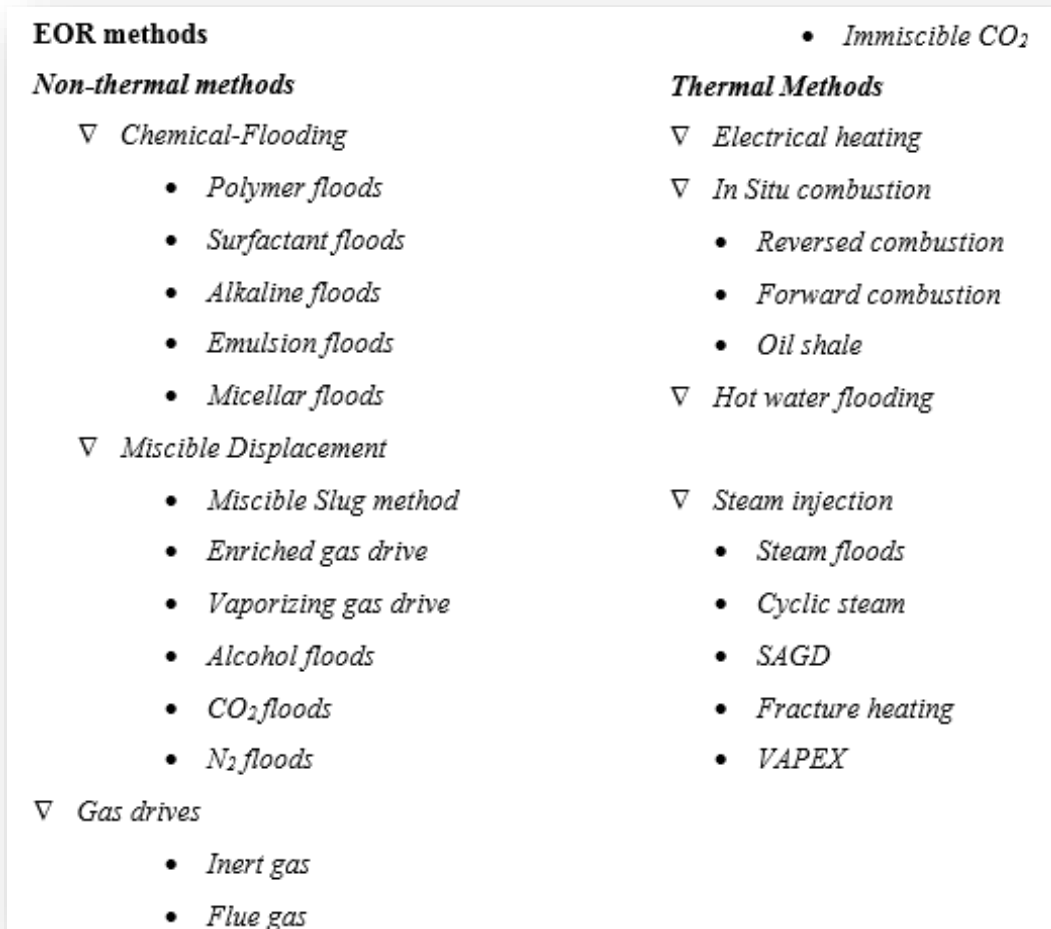 EOR methods
Non-thermal methods
∇ Chemical-Flooding
• Polymer floods
• Surfactant floods
• Alkaline floods
• Emulsion floods
• Micellar floods
∇ Miscible Displacement
• Miscible Slug method
• Enriched gas drive
• Vaporizing gas drive
• Alcohol floods
• CO₂ floods
• N₂ floods
∇ Gas drives
• Inert gas
• Flue gas
• Immiscible CO₂
Thermal Methods
∇ Electrical heating
∇ In Situ combustion
• Reversed combustion
• Forward combustion
• Oil shale
∇ Hot water flooding
∇ Steam injection
• Steam floods
• Cyclic steam
• SAGD
• Fracture heating
• VAPEX